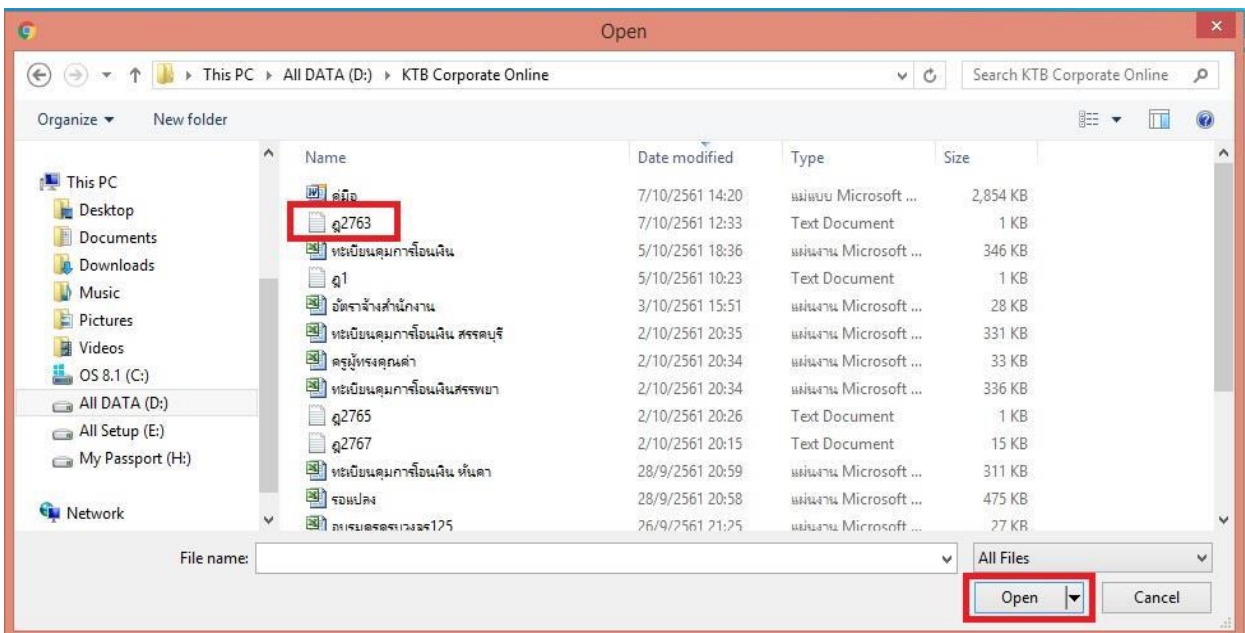 Open
This PC All DATA (D:) KTB Corporate Online Search KTB Corporate Online
Organize New folder
Name Date modified Type Size
This PC
Desktop
Documents
Downloads
Music
Pictures
Videos
OS 8.1 (C:)
All DATA (D:)
All Setup (E:)
My Passport (H:)
Network
คู่มือ 7/10/2561 14:20 แม่แบบ Microsoft ... 2,854 KB
ฎ2763 7/10/2561 12:33 Text Document 1 KB
ทะเบียนคุมการโอนเงิน 5/10/2561 18:36 แผ่นงาน Microsoft ... 346 KB
ฎ1 5/10/2561 10:23 Text Document 1 KB
อัตราจ้างสำนักงาน 3/10/2561 15:51 แผ่นงาน Microsoft ... 28 KB
ทะเบียนคุมการโอนเงิน สรรคบุรี 2/10/2561 20:35 แผ่นงาน Microsoft ... 331 KB
ครูผู้ทรงคุณค่า 2/10/2561 20:34 แผ่นงาน Microsoft ... 33 KB
ทะเบียนคุมการโอนเงินสรรพยา 2/10/2561 20:34 แผ่นงาน Microsoft ... 336 KB
ฎ2765 2/10/2561 20:26 Text Document 1 KB
ฎ2767 2/10/2561 20:15 Text Document 15 KB
ทะเบียนคุมการโอนเงิน หันคา 28/9/2561 20:59 แผ่นงาน Microsoft ... 311 KB
รอแปลง 28/9/2561 20:58 แผ่นงาน Microsoft ... 475 KB
26/9/2561 21:25 แผ่นงาน Microsoft ... 27 KB
File name: All Files
Open Cancel